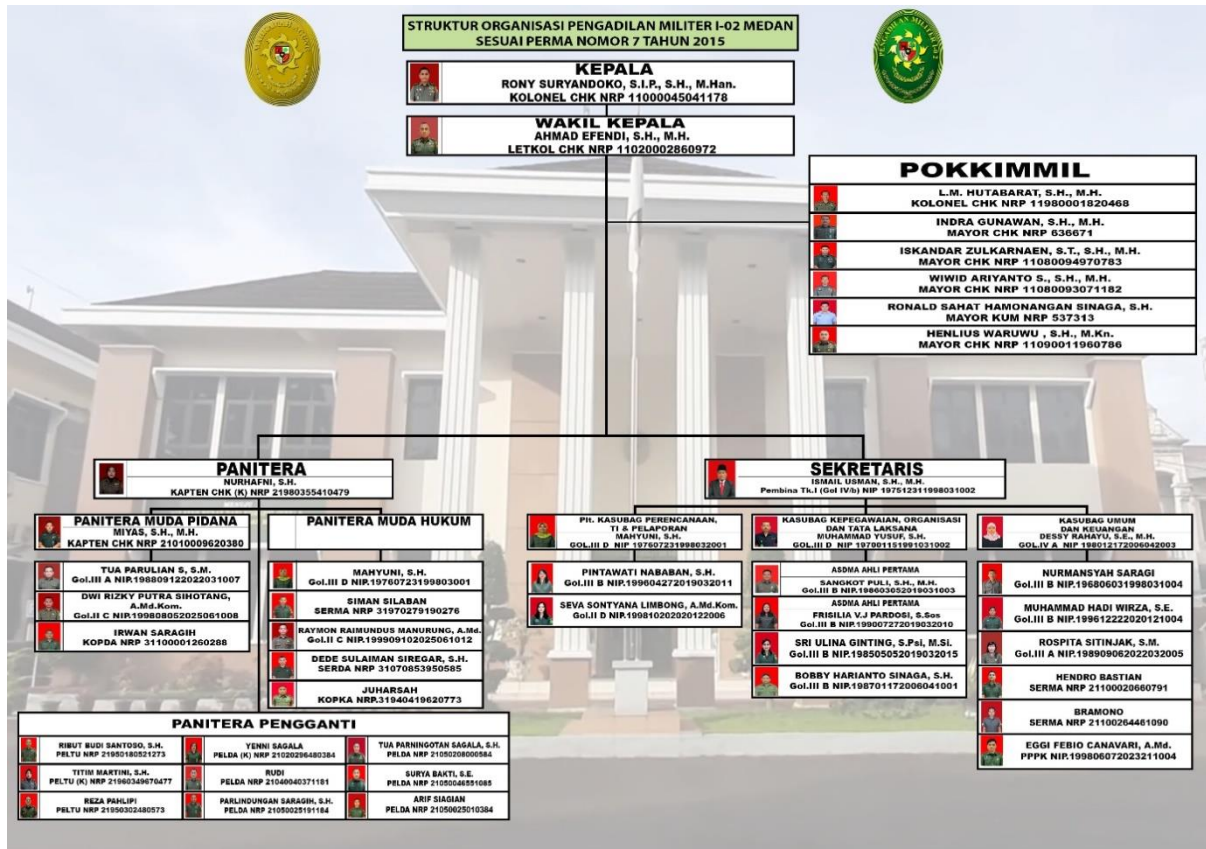 STRUKTUR ORGANISASI PENGADILAN MILITER I-02 MEDAN
SESUAI PERMA NOMOR 7 TAHUN 2015
KEPALA
RONY SURYANDOKO, S.I.P., S.H., M.Han.
KOLONEL CHK NRP 11000045041178
WAKIL KEPALA
AHMAD EFENDI, S.H., M.H.
LETKOL CHK NRP 11020002860972
POKKIMMIL
L.M. HUTABARAT, S.H., M.H.
KOLONEL CHK NRP 11980001820468
INDRA GUNAWAN, S.H., M.H.
MAYOR CHK NRP 636671
ISKANDAR ZULKARNAEN, S.T., S.H., M.H.
MAYOR CHK NRP 11080094970783
WIWID ARIYANTO S., S.H., M.H.
MAYOR CHK NRP 11080093071182
RONALD SAHAT HAMONANGAN SINAGA, S.H.
MAYOR KUM NRP 537313
HENLIUS WARUWU , S.H., M.Kn.
MAYOR CHK NRP 11090011960786
PANITERA
NURHAFNI, S.H.
KAPTEN CHK (K) NRP 21980355410479
SEKRETARIS
ISMAIL USMAN, S.H., M.H.
Pembina Tk.I (Gol IV/b) NIP 197512311998031002
PANITERA MUDA PIDANA
MIYAS, S.H., M.H.
KAPTEN CHK NRP 21010009620380
TUA PARULIAN S, S.M.
Gol.III A NIP.198809122022031007
DWI RIZKY PUTRA SIHOTANG,
A.Md.Kom.
Gol.II C NIP.199808052025061008
IRWAN SARAGIH
KOPDA NRP 31100001260288
PANITERA MUDA HUKUM
MAHYUNI, S.H.
Gol.III D NIP.19760723199803001
SIMAN SILABAN
SERMA NRP 31970279190276
RAYMON RAIMUNDUS MANURUNG, A.Md.
Gol.II C NIP.199909102025061012
DEDE SULAIMAN SIREGAR, S.H.
SERDA NRP 31070853950585
JUHARSAH
KOPKA NRP.31940419620773
Plt. KASUBAG PERENCANAAN,
TI & PELAPORAN
MAHYUNI, S.H.
GOL.III D NIP.197607231998032001
PINTAWATI NABABAN, S.H.
Gol.III B NIP.199604272019032011
SEVA SONTYANA LIMBONG, A.Md.Kom.
Gol.II D NIP.199810202020122006
KASUBAG KEPEGAWAIAN, ORGANISASI
DAN TATA LAKSANA
MUHAMMAD YUSUF, S.H.
GOL.III D NIP.197001151991031002
ASDMA AHLI PERTAMA
SANGKOT PULI, S.H., M.H.
Gol.III B NIP.198603052019031003
ASDMA AHLI PERTAMA
FRISILIA V.J PARDOSI, S.Sos
Gol.III B NIP.199007272019032010
SRI ULINA GINTING, S.Psi, M.Si.
Gol.III B NIP.198505052019032015
BOBBY HARIANTO SINAGA, S.H.
Gol.III B NIP.198701172006041001
KASUBAG UMUM
DAN KEUANGAN
DESSY RAHAYU, S.E., M.H.
GOL.IV A NIP 198012172006042003
NURMANSYAH SARAGI
Gol.III B NIP.196806031998031004
MUHAMMAD HADI WIRZA, S.E.
Gol.III B NIP.199612222020121004
ROSPITA SITINJAK, S.M.
Gol.III A NIP.198909062022032005
HENDRO BASTIAN
SERMA NRP 21100020660791
BRAMONO
SERMA NRP 21100264461090
EGGI FEBIO CANAVARI, A.Md.
PPPK NIP.199806072023211004
PANITERA PENGGANTI
RIBUT BUDI SANTOSO, S.H.
PELTU NRP 21950180521273
YENNI SAGALA
PELDA (K) NRP 21020296480384
TUA PARNINGOTAN SAGALA, S.H.
PELDA NRP 21050208000584
TITIM MARTINI, S.H.
PELTU (K) NRP 21960349670477
RUDI
PELDA NRP 21040040371181
SURYA BAKTI, S.E.
PELDA NRP 21050046551085
REZA PAHLIPI
PELTU NRP 21950302480573
PARLINDUNGAN SARAGIH, S.H.
PELDA NRP 21050025191184
ARIF SIAGIAN
PELDA NRP 21050025010384